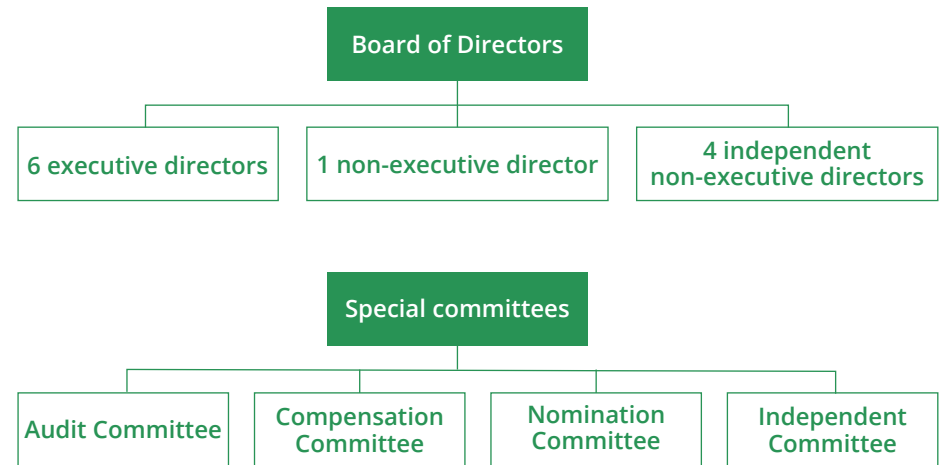 Board of Directors
6 executive directors
1 non-executive director
4 independent
non-executive directors
Special committees
Audit Committee
Compensation
Committee
Nomination
Committee
Independent
Committee